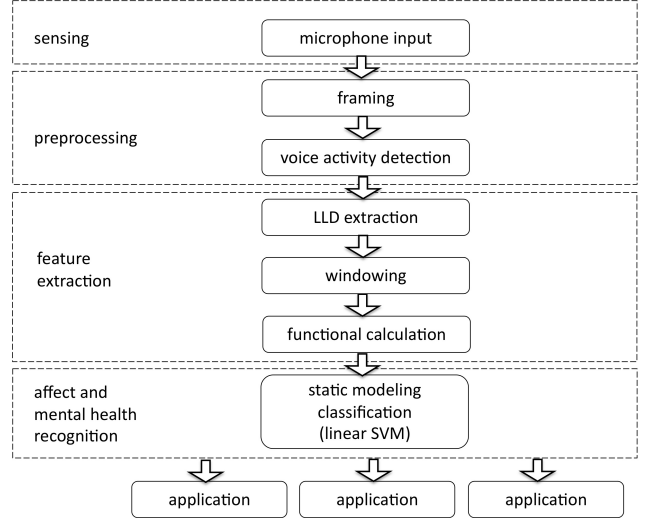 sensing
microphone input
preprocessing
framing
voice activity detection
feature
extraction
LLD extraction
windowing
functional calculation
affect and
mental health
recognition
static modeling
classification
(linear SVM)
application
application
application